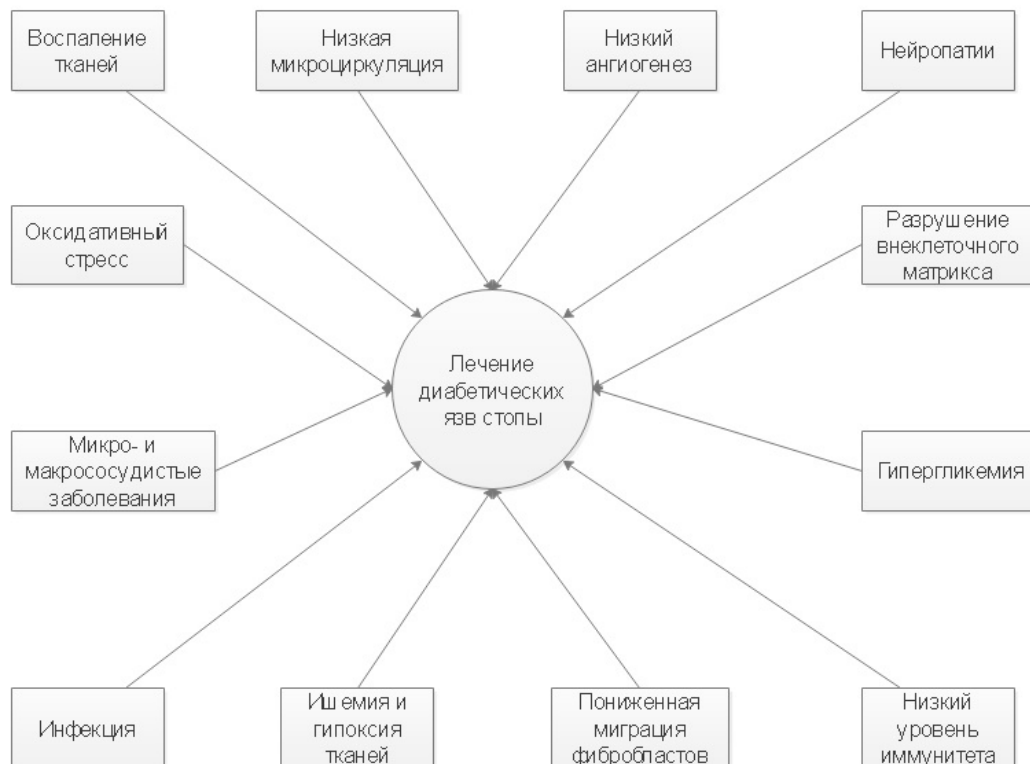 Воспаление
тканей
Низкая
микроциркуляция
Низкий
ангиогенез
Нейропатии
Оксидативный
стресс
Разрушение
внеклеточного
матрикса
Лечение
диабетических
язв стопы
Микро- и
макрососудистые
заболевания
Гипергликемия
Инфекция
Ишемия и
гипоксия
тканей
Пониженная
миграция
фибробластов
Низкий
уровень
иммунитета